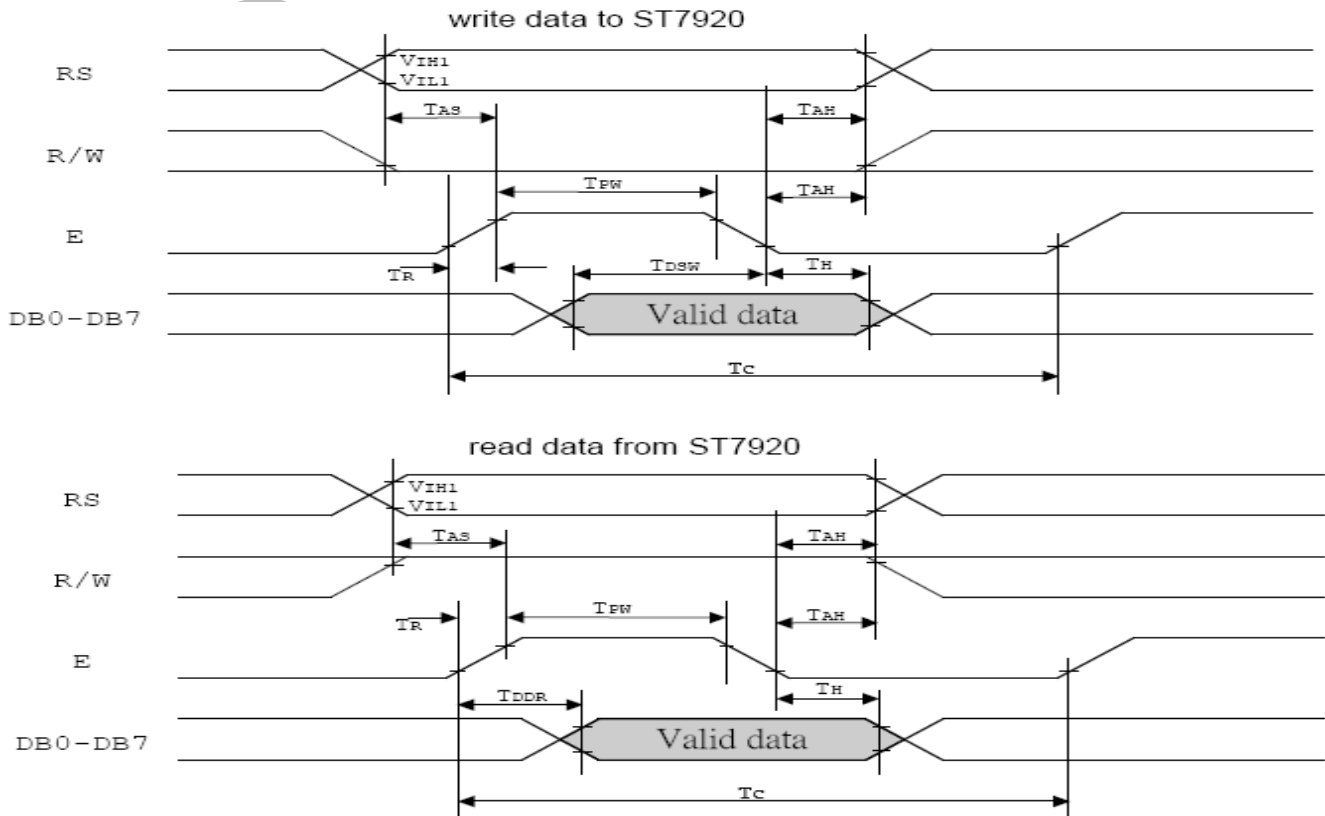 write data to ST7920
RS
VIH1
VIL1
TAS
TAH
R/W
TPW
TAH
E
TR
TDSW
TH
DB0-DB7
Valid data
TC
read data from ST7920
RS
VIH1
VIL1
TAS
TAH
R/W
TPW
TR
TAH
E
TDDR
TH
DB0-DB7
Valid data
TC